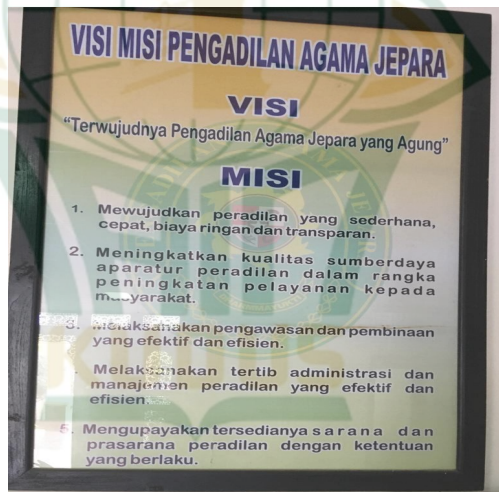 VISI MISI PENGADILAN AGAMA JEPARA
VISI
"Terwujudnya Pengadilan Agama Jepara yang Agung"
MISI
1. Mewujudkan peradilan yang sederhana,
cepat, biaya ringan dan transparan.
2. Meningkatkan kualitas sumberdaya
aparatur peradilan dalam rangka
peningkatan pelayanan kepada
masyarakat.
3. Melaksanakan pengawasan dan pembinaan
yang efektif dan efisien.
Melaksanakan tertib administrasi dan
manajemen peradilan yang efektif dan
efisien.
5. Mengupayakan tersedianya sarana dan
prasarana peradilan dengan ketentuan
yang berlaku.